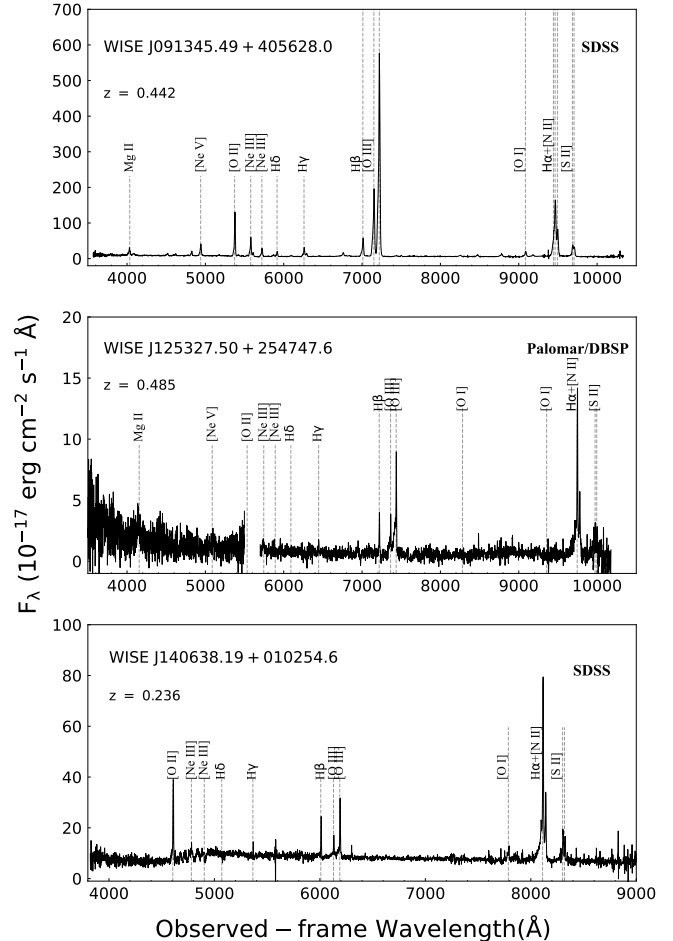 700
WISE J091345.49 + 405628.0
SDSS
600
z = 0.442
500
400
300
Mg II
[Ne V]
[O II]
[Ne III]
[Ne III]
Hδ
Hγ
Hβ
[O III]
[O I]
Hα+[N II]
[S II]
200
100
0
4000 5000 6000 7000 8000 9000 10000
20
WISE J125327.50 + 254747.6
Palomar/DBSP
z = 0.485
15
Mg II
[Ne V]
[O II]
[Ne III]
[Ne III]
Hδ
Hγ
Hβ
[O III]
[O III]
[O I]
[O I]
Hα+[N II]
[S II]
10
5
0
4000 5000 6000 7000 8000 9000 10000
Fλ (10⁻¹⁷ erg cm⁻² s⁻¹ Å)
100
WISE J140638.19 + 010254.6
SDSS
z = 0.236
80
60
[O II]
[Ne III]
[Ne III]
Hδ
Hγ
Hβ
[O III]
[O III]
[O I]
Hα+[N II]
[S II]
40
20
0
4000 5000 6000 7000 8000 9000
Observed − frame Wavelength(Å)